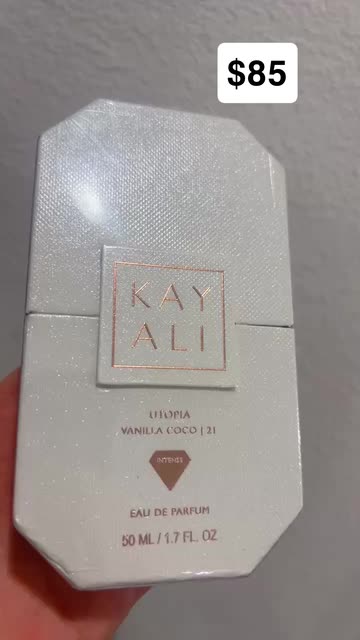 $85
KAY
ALI
UTOPIA
VANILLA COCO | 21
INTENSE
EAU DE PARFUM
50 ML / 1.7 FL. OZ